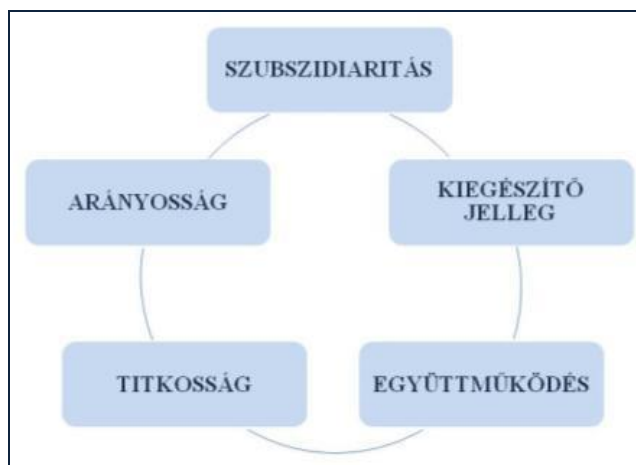 SZUBSZIDIARITÁS
ARÁNYOSSÁG
KIEGÉSZÍTŐ
JELLEG
TITKOSSÁG
EGYÜTTMŰKÖDÉS